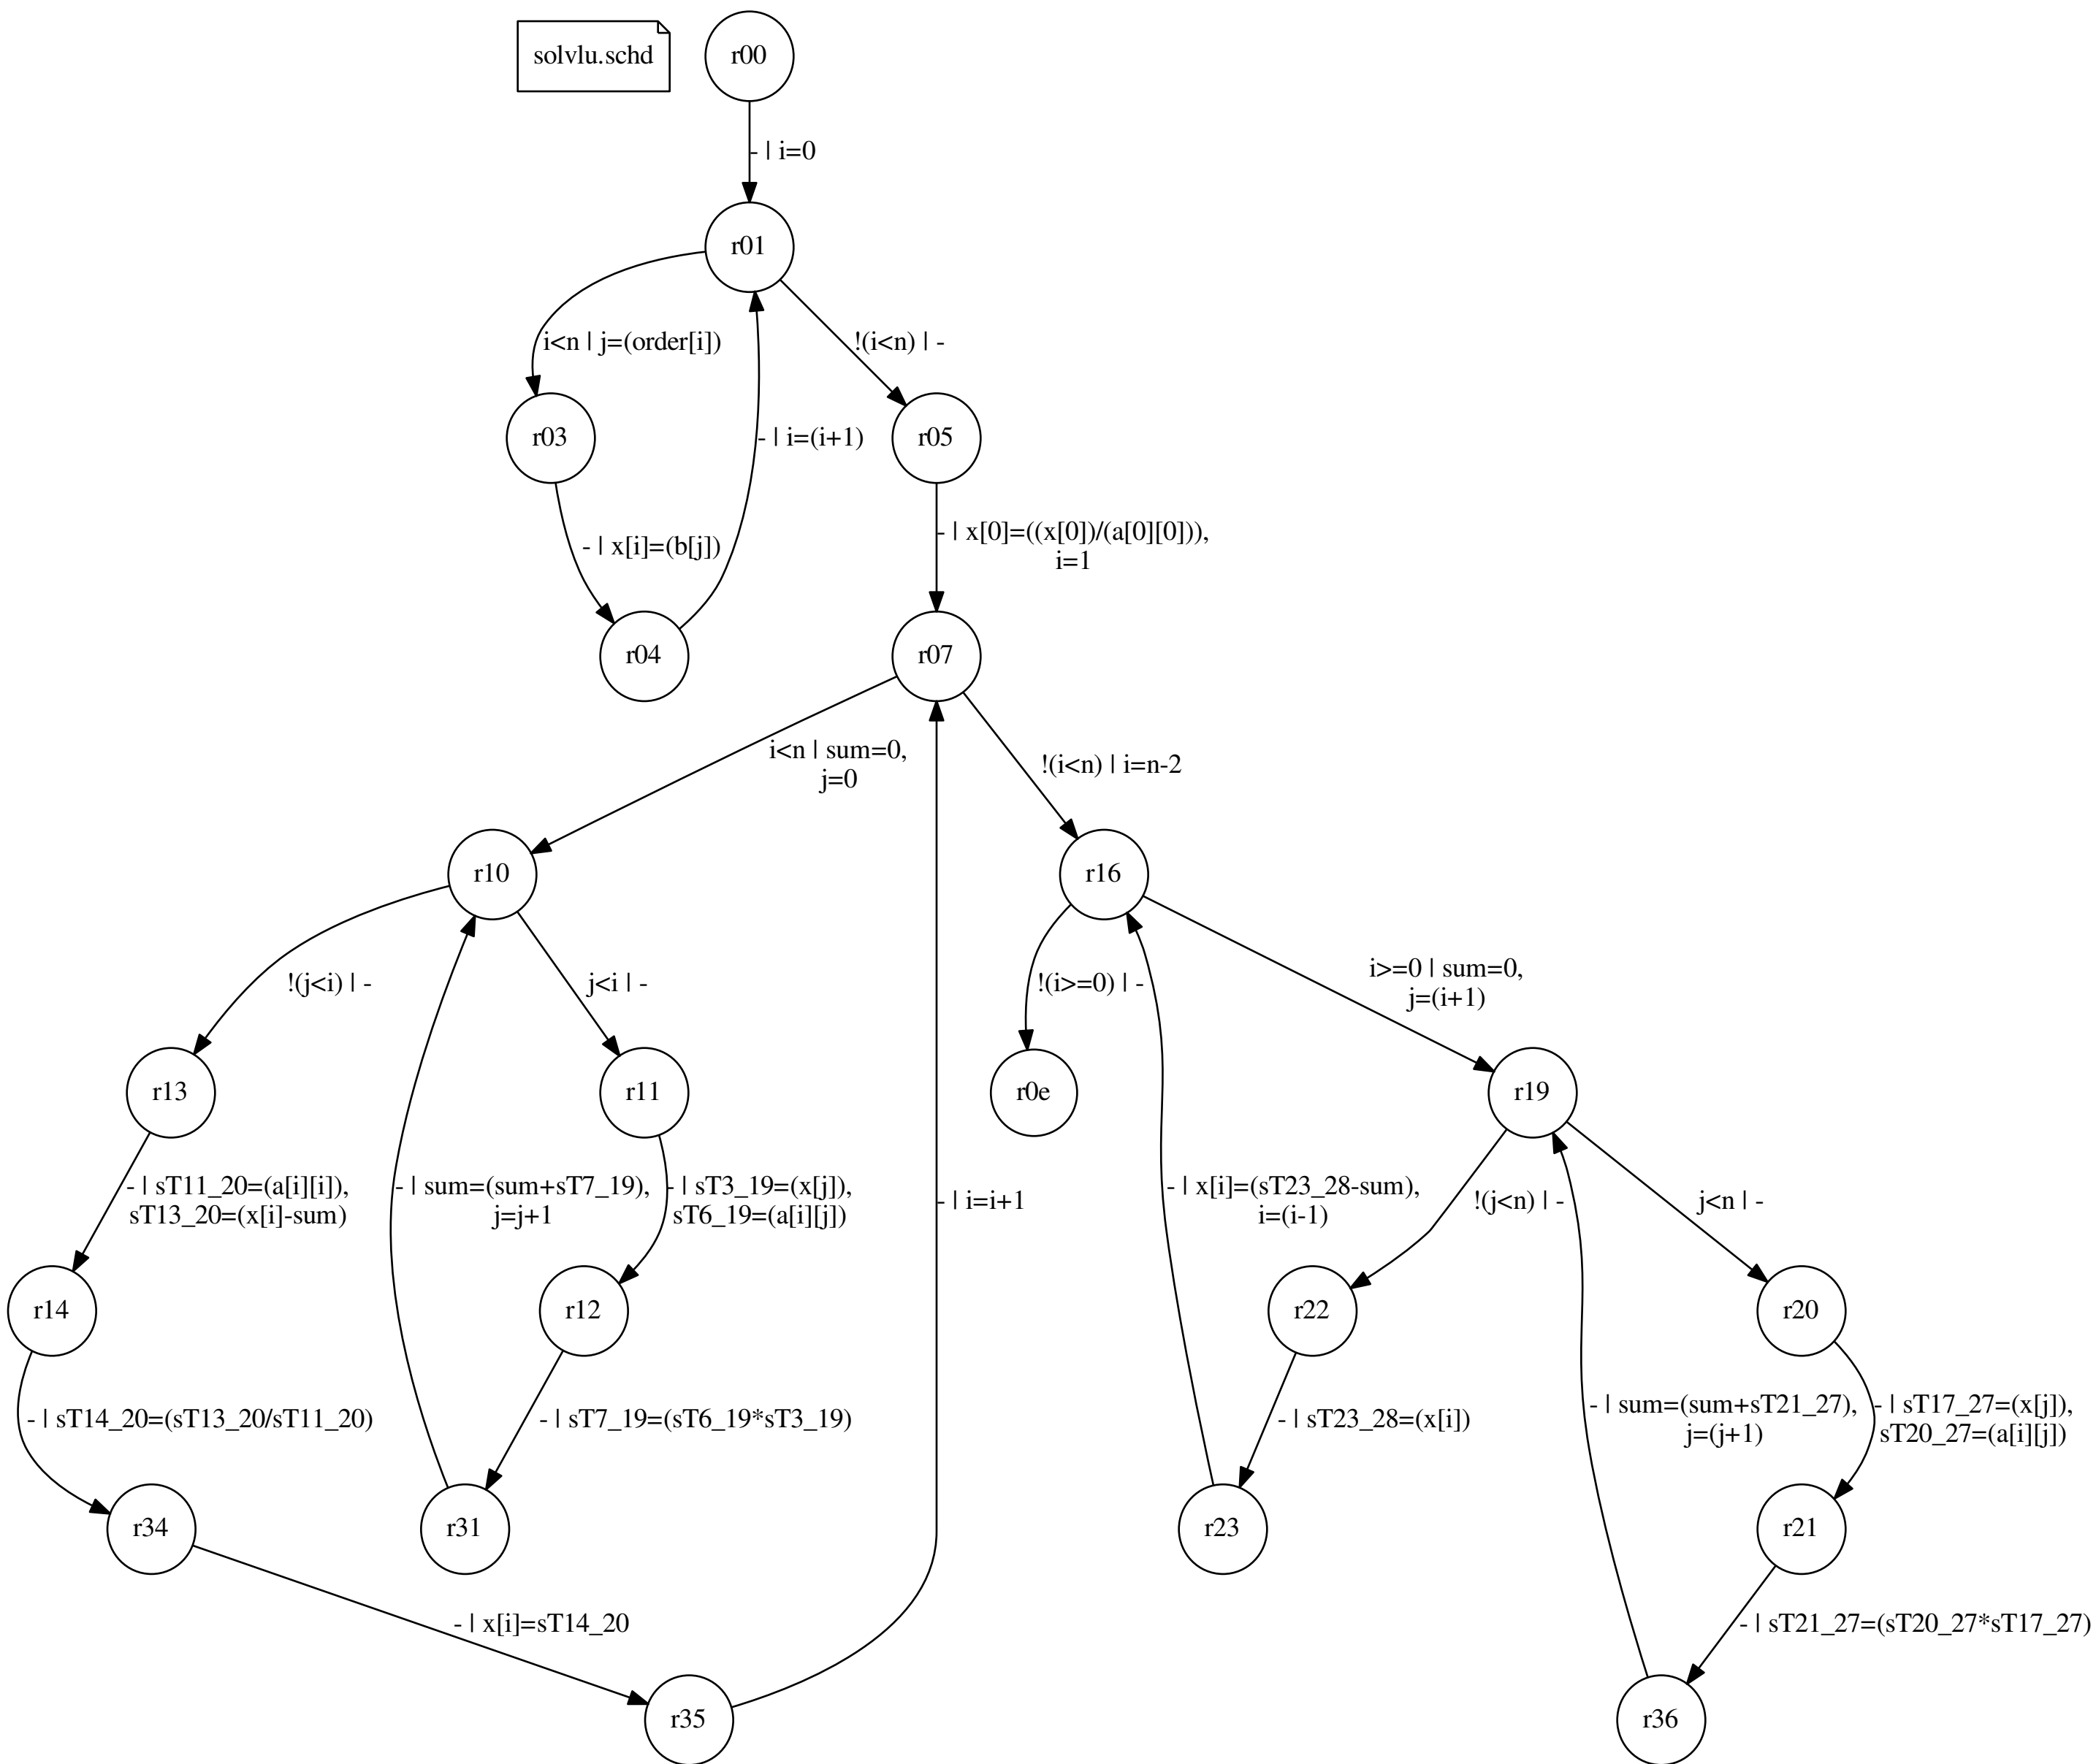 solvlu.schd
r00
- | i=0
r01
i<n | j=(order[i])
!(i<n) | -
r03
- | i=(i+1)
r05
- | x[i]=(b[j])
- | x[0]=((x[0])/(a[0][0])),
i=1
r04
r07
i<n | sum=0,
j=0
!(i<n) | i=n-2
r10
r16
!(j<i) | -
j<i | -
!(i>=0) | -
i>=0 | sum=0,
j=(i+1)
r13
r11
r0e
r19
- | sT11_20=(a[i][i]),
sT13_20=(x[i]-sum)
- | sum=(sum+sT7_19),
j=j+1
- | sT3_19=(x[j]),
sT6_19=(a[i][j])
- | i=i+1
- | x[i]=(sT23_28-sum),
i=(i-1)
!(j<n) | -
j<n | -
r14
r12
r22
r20
- | sT14_20=(sT13_20/sT11_20)
- | sT7_19=(sT6_19*sT3_19)
- | sT23_28=(x[i])
- | sum=(sum+sT21_27),
j=(j+1)
- | sT17_27=(x[j]),
sT20_27=(a[i][j])
r34
r31
r23
r21
- | x[i]=sT14_20
- | sT21_27=(sT20_27*sT17_27)
r35
r36